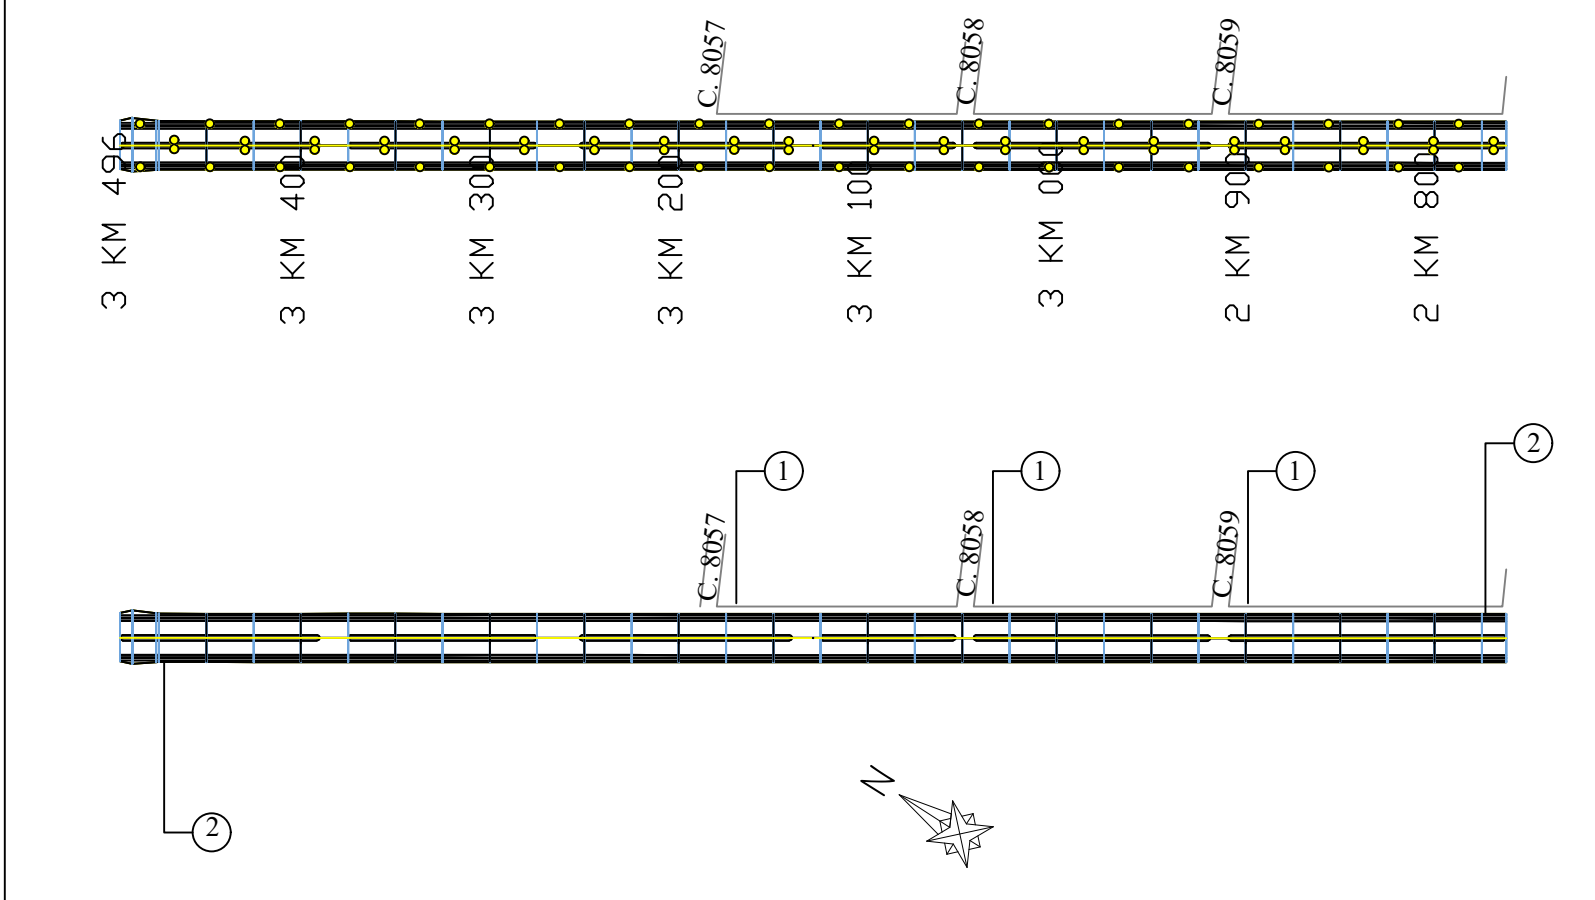 C. 8057
C. 8058
C. 8059
3 KM 496
3 KM 400
3 KM 300
3 KM 200
3 KM 100
3 KM 000
2 KM 900
2 KM 800
1
1
1
2
C. 8057
C. 8058
C. 8059
2
N